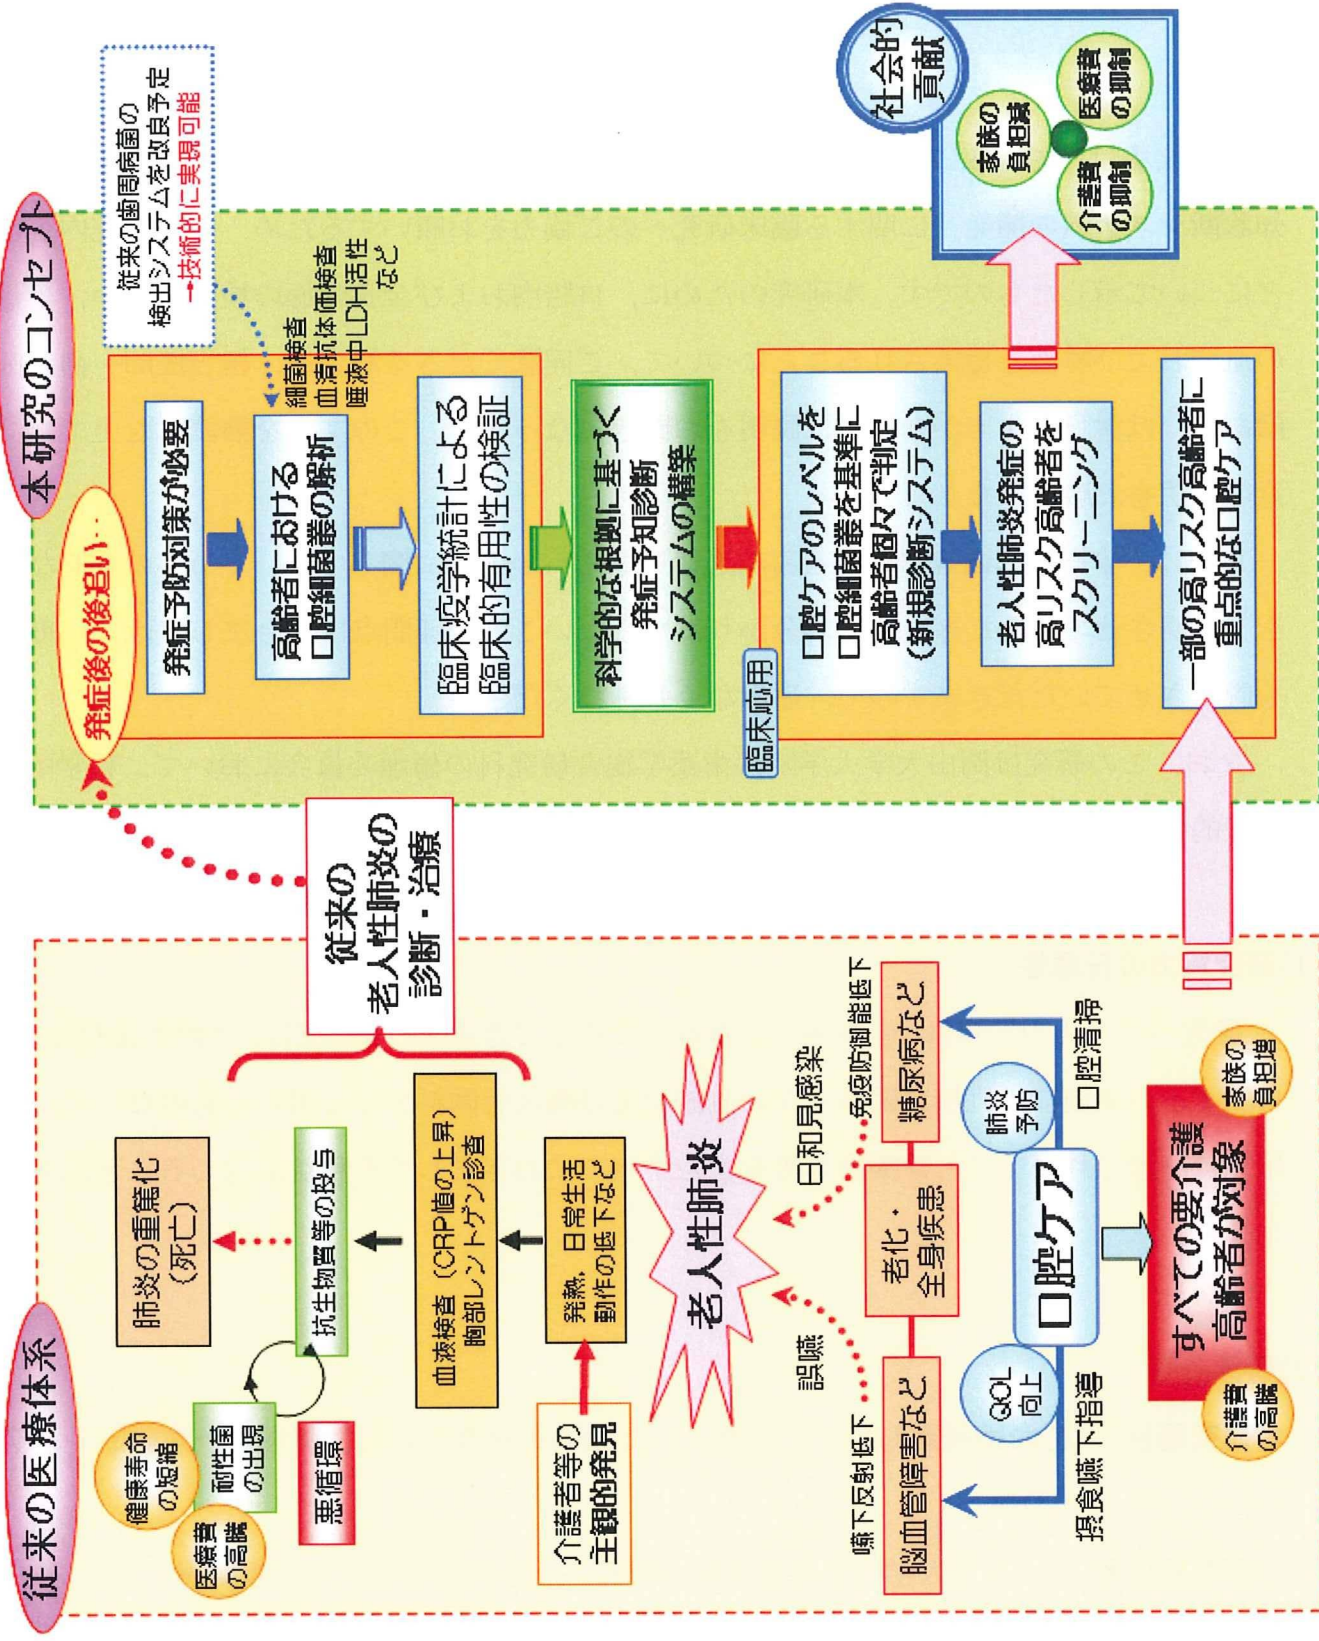 従来の医療体系
健康寿命
の短縮
医療費
の高騰
耐性菌
の出現
悪循環
肺炎の重篤化
(死亡)
抗生物質等の投与
血液検査(CRP値の上昇)
胸部レントゲン診査
介護者等の
主観的発見
発熱,日常生活
動作の低下など
従来の
老人性肺炎の
診断・治療
老人性肺炎
誤嚥
日和見感染
嚥下反射低下
免疫防御能低下
脳血管障害など
老化・
全身疾患
糖尿病など
QOL
向上
肺炎
予防
口腔ケア
摂食嚥下指導
口腔清掃
すべての要介護
高齢者が対象
介護費
の高騰
家族の
負担増
本研究のコンセプト
発症後の後追い‥
従来の歯周病菌の
検出システムを改良予定
→技術的に実現可能
発症予防対策が必要
高齢者における
口腔細菌叢の解析
細菌検査
血清抗体価検査
唾液中LDH活性
など
臨床疫学統計による
臨床的有用性の検証
科学的な根拠に基づく
発症予知診断
システムの構築
臨床応用
口腔ケアのレベルを
口腔細菌叢を基準に
高齢者個々で判定
(新規診断システム)
老人性肺炎発症の
高リスク高齢者を
スクリーニング
一部の高リスク高齢者に
重点的な口腔ケア
社会的
貢献
家族の
負担減
介護費
の抑制
医療費
の抑制